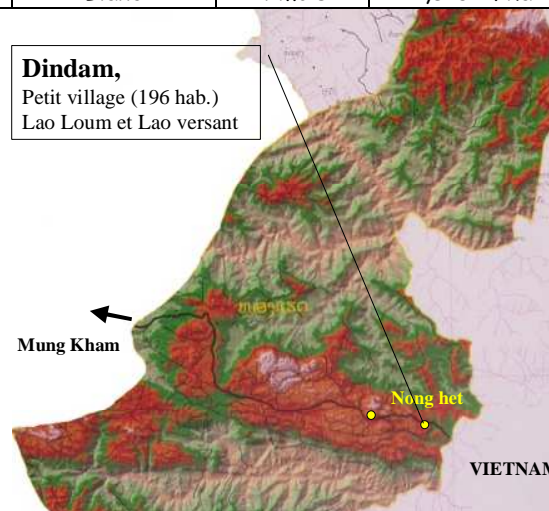 Dindam,
Petit village (196 hab.)
Lao Loum et Lao versant
Mung Kham
Nong het
VIETNAM